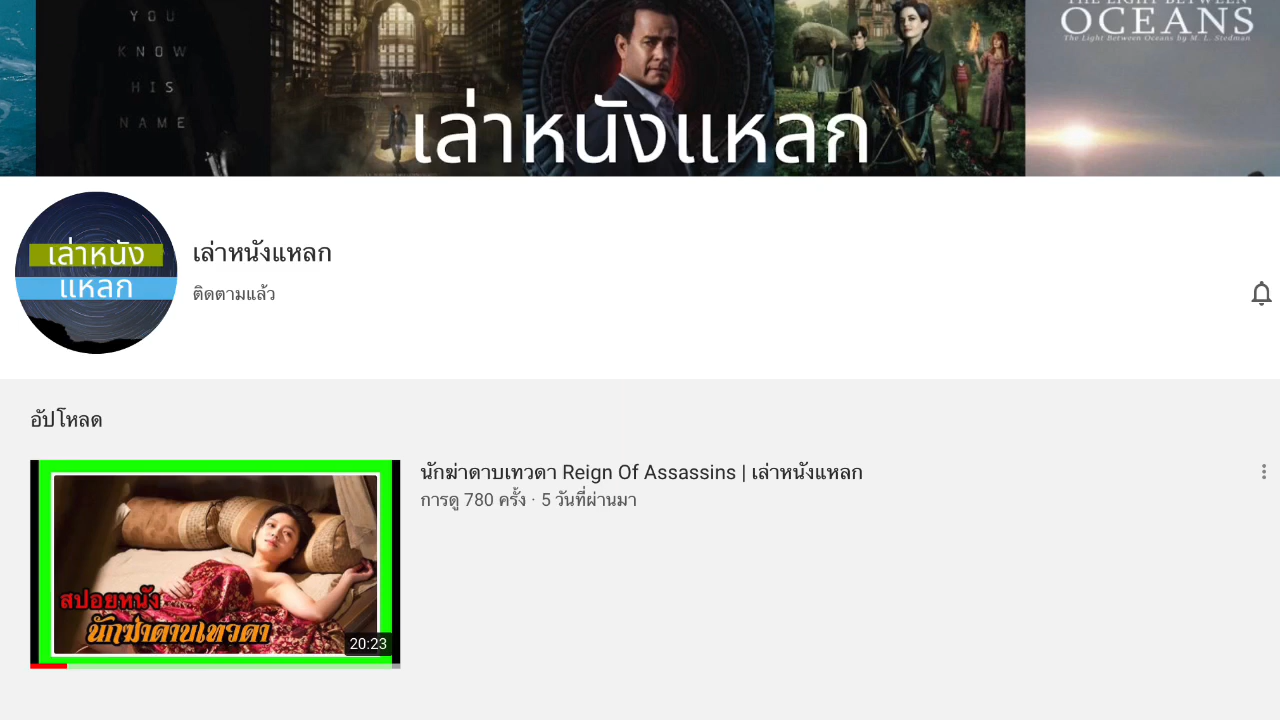 YOU
KNOW
HIS
NAME
THE LIGHT BETWEEN
OCEANS
The Light Between Oceans by M. L. Stedman
เล่าหนังแหลก
เล่าหนัง
แหลก
เล่าหนังแหลก
ติดตามแล้ว
อัปโหลด
นักฆ่าดาบเทวดา Reign Of Assassins | เล่าหนังแหลก
การดู 780 ครั้ง · 5 วันที่ผ่านมา
สปอยหนัง
นักฆ่าดาบเทวดา
20:23